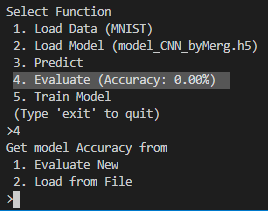 Select Function
1. Load Data (MNIST)
2. Load Model (model_CNN_byMerg.h5)
3. Predict
4. Evaluate (Accuracy: 0.00%)
5. Train Model
(Type 'exit' to quit)
>4
Get model Accuracy from
1. Evaluate New
2. Load from File
>